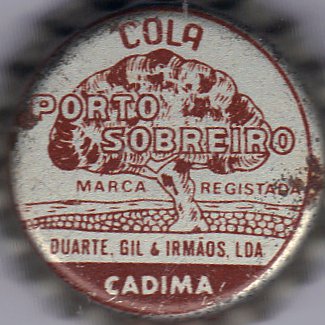 COLA
PORTO
SOBREIRO
MARCA REGISTADA
DUARTE, GIL & IRMÃOS, LDA
CADIMA